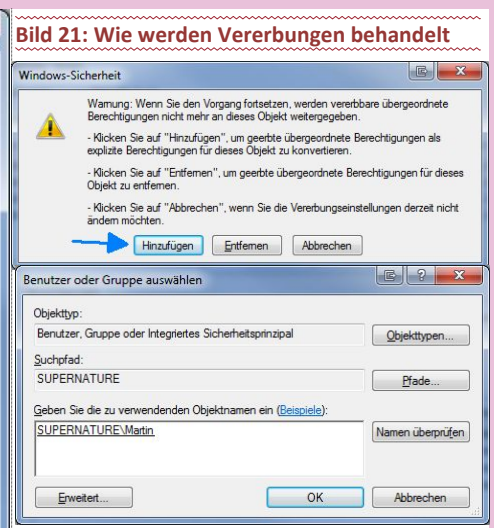 Bild 21: Wie werden Vererbungen behandelt
Windows-Sicherheit
Warnung: Wenn Sie den Vorgang fortsetzen, werden vererbbare übergeordnete
Berechtigungen nicht mehr an dieses Objekt weitergegeben.
- Klicken Sie auf "Hinzufügen", um geerbte übergeordnete Berechtigungen als
explizite Berechtigungen für dieses Objekt zu konvertieren.
- Klicken Sie auf "Entfernen", um geerbte übergeordnete Berechtigungen für dieses
Objekt zu entfernen.
- Klicken Sie auf "Abbrechen", wenn Sie die Vererbungseinstellungen derzeit nicht
ändern möchten.
Hinzufügen Entfernen Abbrechen
Benutzer oder Gruppe auswählen
Objekttyp:
Benutzer, Gruppe oder Integriertes Sicherheitsprinzipal Objekttypen...
Suchpfad:
SUPERNATURE Pfade...
Geben Sie die zu verwendenden Objektnamen ein (Beispiele):
SUPERNATURE\Martin Namen überprüfen
Erweitert... OK Abbrechen